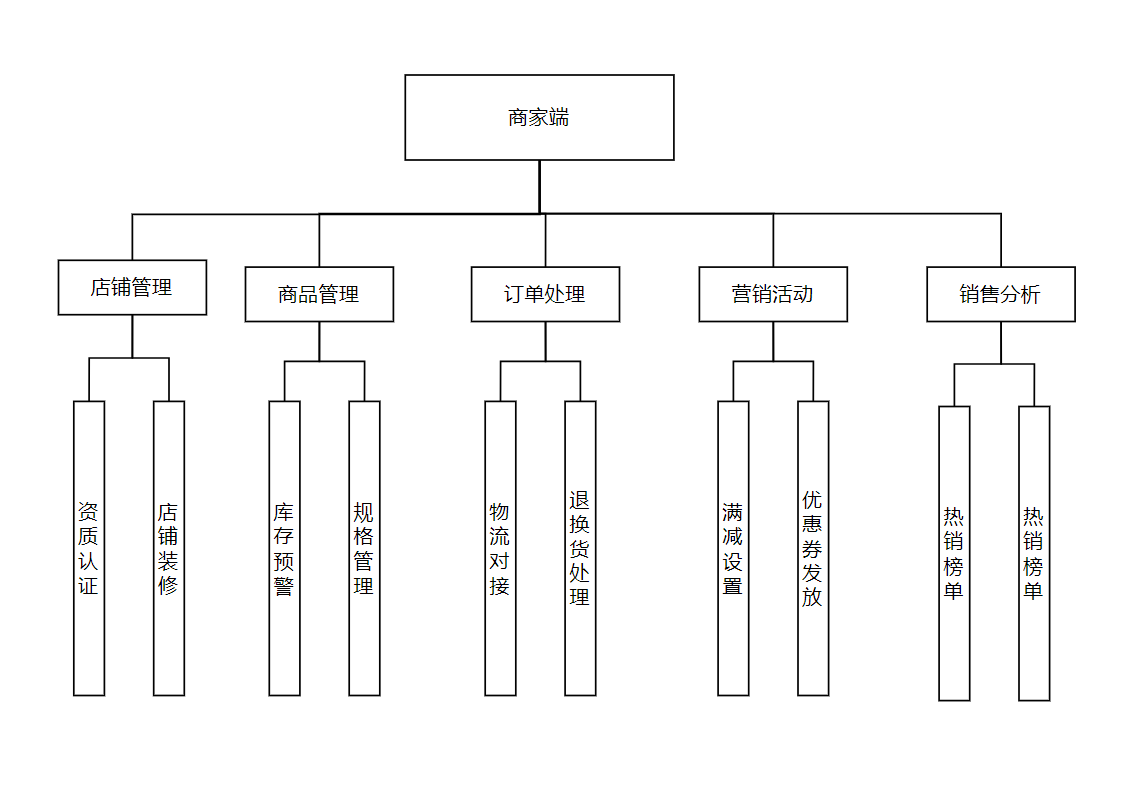 商家端
店铺管理
商品管理
订单处理
营销活动
销售分析
资质认证
店铺装修
库存预警
规格管理
物流对接
退换货处理
满减设置
优惠券发放
热销榜单
热销榜单